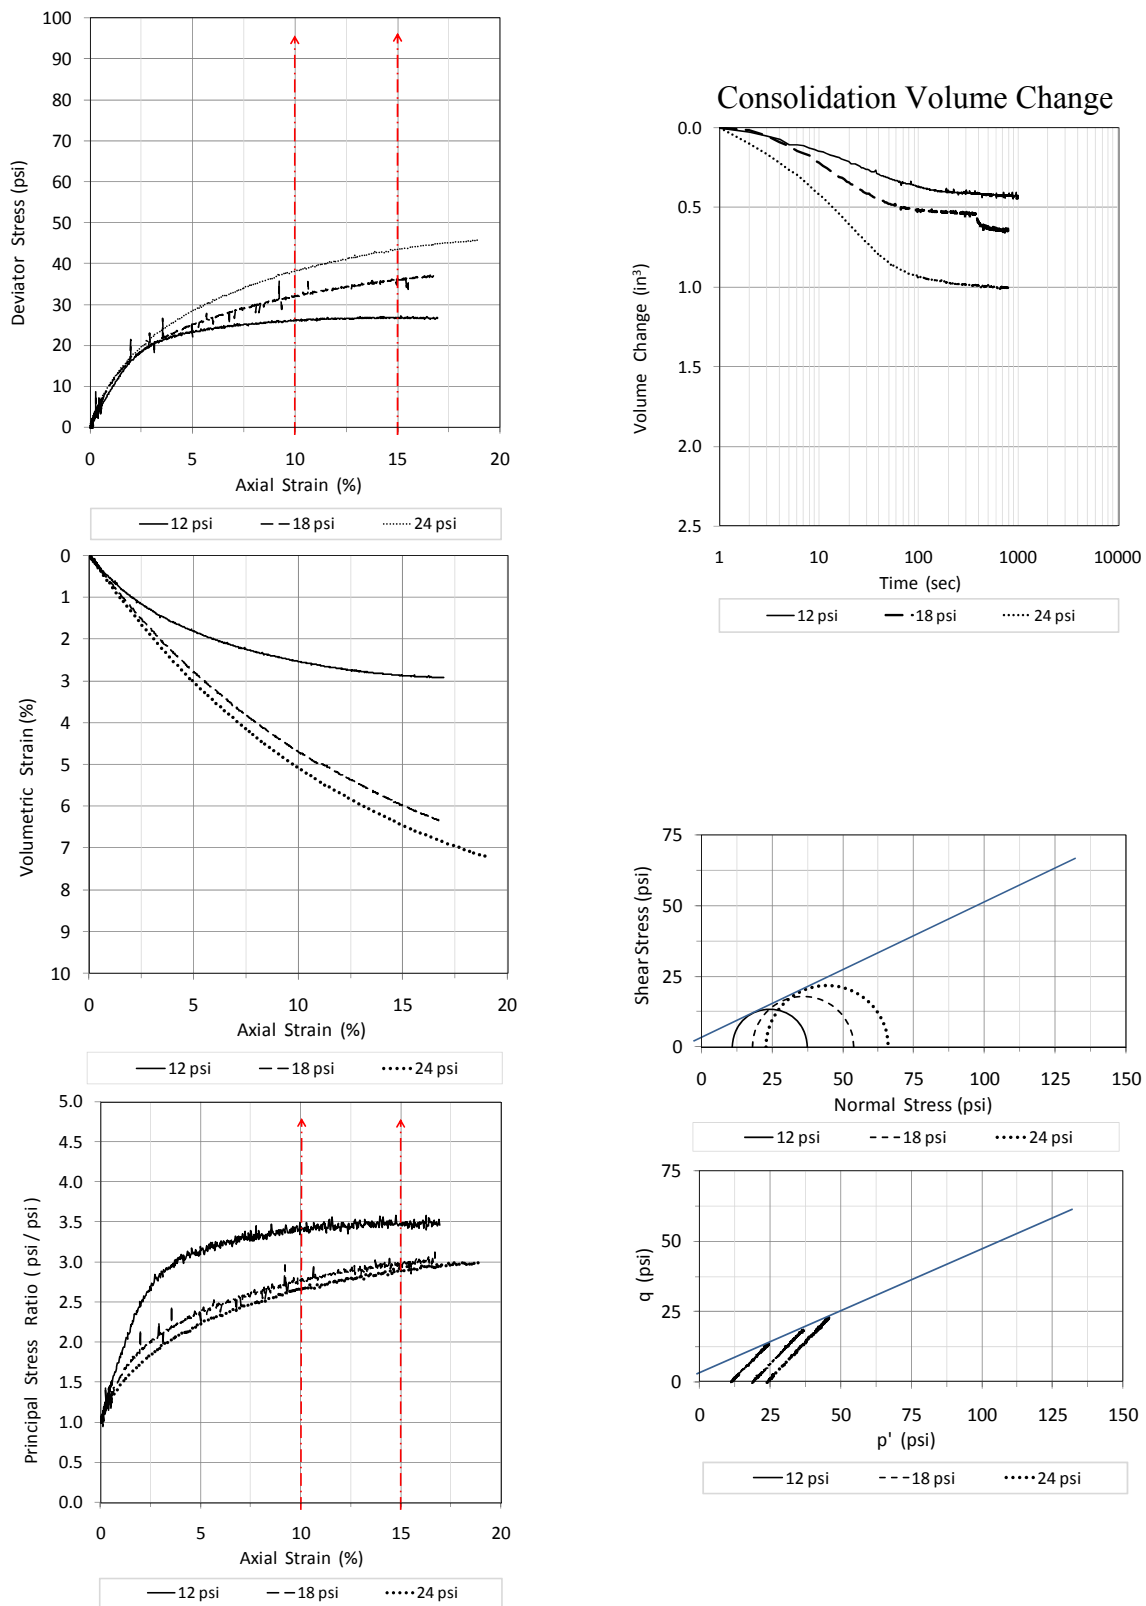 100
90
80
70
60
50
40
30
20
10
0
Deviator Stress (psi)
0 5 10 15 20
Axial Strain (%)
12 psi 18 psi 24 psi
0
1
2
3
4
5
6
7
8
9
10
Volumetric Strain (%)
0 5 10 15 20
Axial Strain (%)
12 psi 18 psi 24 psi
5.0
4.5
4.0
3.5
3.0
2.5
2.0
1.5
1.0
0.5
0.0
Principal Stress Ratio ( psi / psi )
0 5 10 15 20
Axial Strain (%)
12 psi 18 psi 24 psi
Consolidation Volume Change
0.0
0.5
1.0
1.5
2.0
2.5
Volume Change (in³)
1 10 100 1000 10000
Time (sec)
12 psi 18 psi 24 psi
75
50
25
0
Shear Stress (psi)
0 25 50 75 100 125 150
Normal Stress (psi)
12 psi 18 psi 24 psi
75
50
25
0
q (psi)
0 25 50 75 100 125 150
p' (psi)
12 psi 18 psi 24 psi